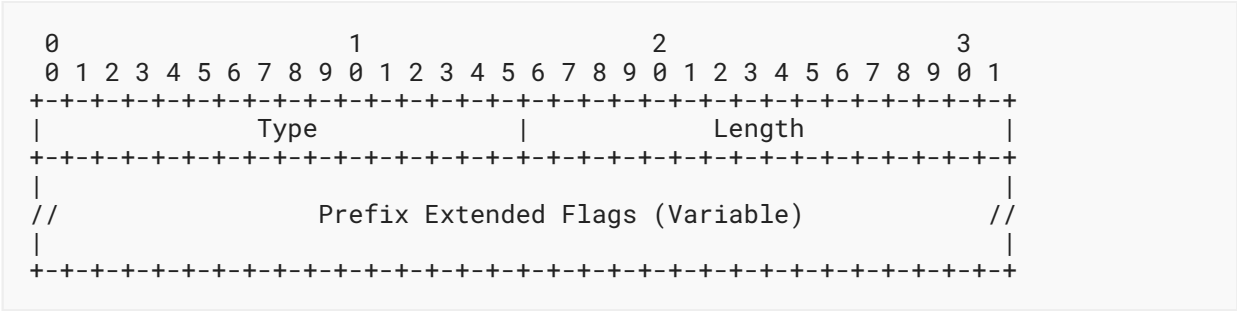 0                   1                   2                   3
 0 1 2 3 4 5 6 7 8 9 0 1 2 3 4 5 6 7 8 9 0 1 2 3 4 5 6 7 8 9 0 1
+-+-+-+-+-+-+-+-+-+-+-+-+-+-+-+-+-+-+-+-+-+-+-+-+-+-+-+-+-+-+-+-+
|              Type             |            Length             |
+-+-+-+-+-+-+-+-+-+-+-+-+-+-+-+-+-+-+-+-+-+-+-+-+-+-+-+-+-+-+-+-+
|                                                               |
//                 Prefix Extended Flags (Variable)            //
|                                                               |
+-+-+-+-+-+-+-+-+-+-+-+-+-+-+-+-+-+-+-+-+-+-+-+-+-+-+-+-+-+-+-+-+